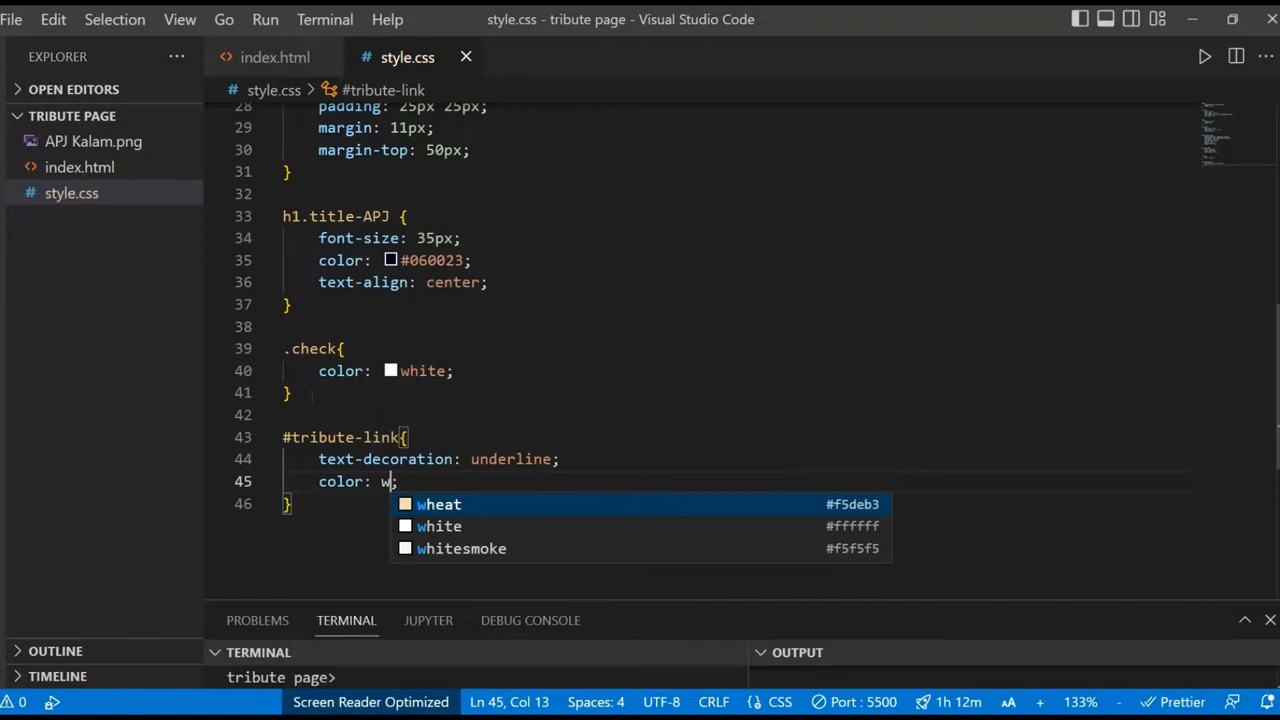 File Edit Selection View Go Run Terminal Help style.css - tribute page - Visual Studio Code
EXPLORER
index.html
# style.css
OPEN EDITORS
# style.css > #tribute-link
TRIBUTE PAGE
APJ Kalam.png
index.html
# style.css
28 padding: 25px 25px;
29 margin: 11px;
30 margin-top: 50px;
31 }
32
33 h1.title-APJ {
34 font-size: 35px;
35 color: #060023;
36 text-align: center;
37 }
38
39 .check{
40 color: white;
41 }
42
43 #tribute-link{
44 text-decoration: underline;
45 color: w;
46 }
wheat #f5deb3
white #ffffff
whitesmoke #f5f5f5
PROBLEMS TERMINAL JUPYTER DEBUG CONSOLE
OUTLINE
TERMINAL
OUTPUT
TIMELINE
tribute page>
0 Screen Reader Optimized Ln 45, Col 13 Spaces: 4 UTF-8 CRLF {} CSS Port : 5500 1h 12m AA + 133% - Prettier